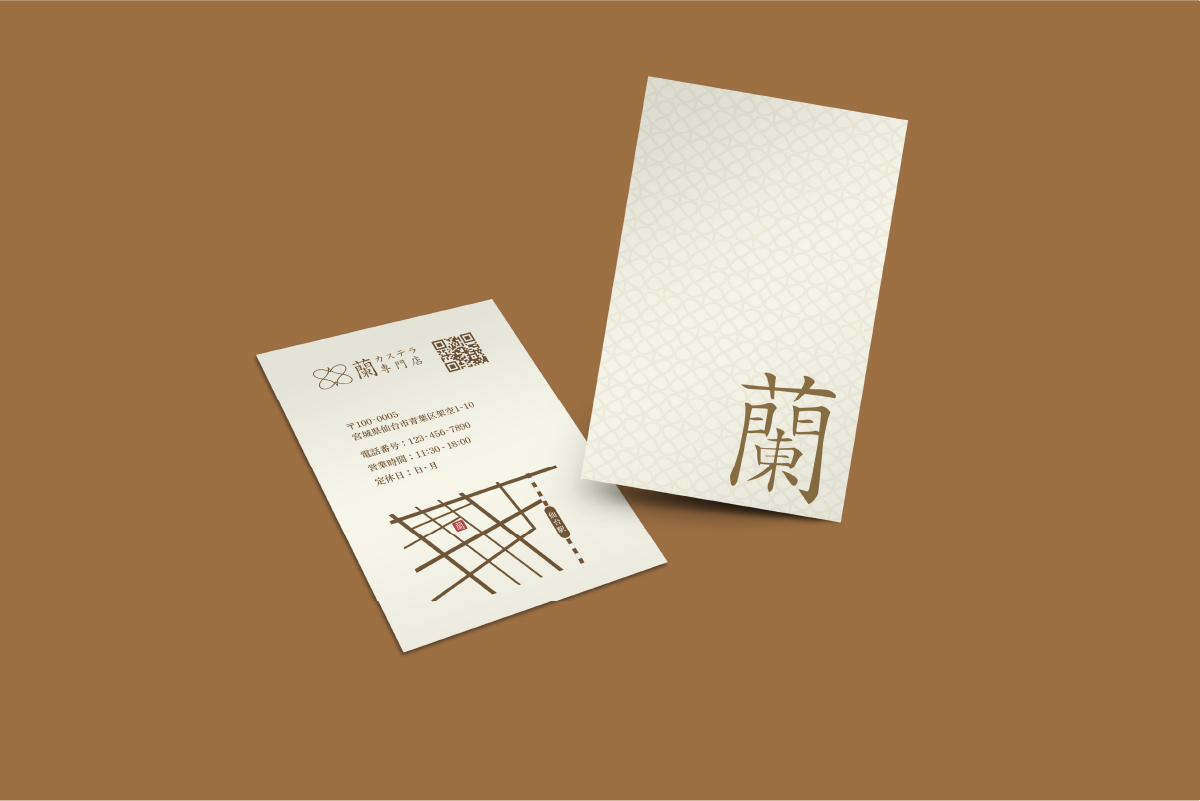 蘭 カステラ
専門店
〒100-0005
宮城県仙台市青葉区架空1-10
電話番号：123-456-7890
営業時間：11:30-18:00
定休日：日・月
蘭
仙台駅
蘭